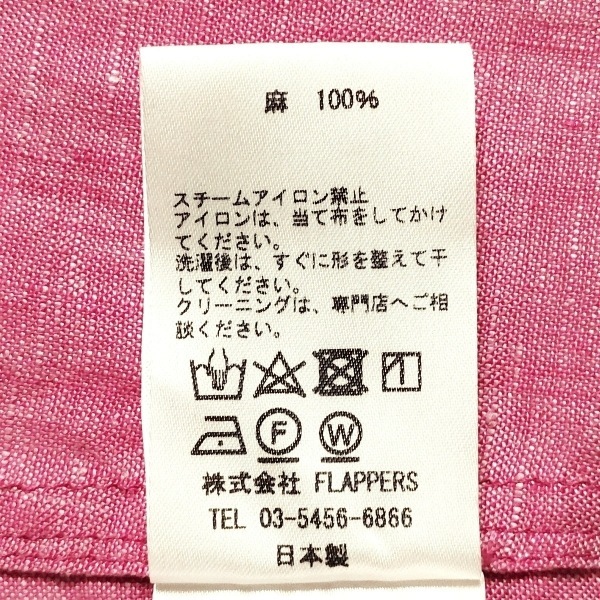 麻 100%
スチームアイロン禁止
アイロンは、当て布をしてかけ
てください。
洗濯後は、すぐに形を整えて干
してください。
クリーニングは、専門店へご相
談ください。
F W
株式会社 FLAPPERS
TEL 03-5456-6866
日本製